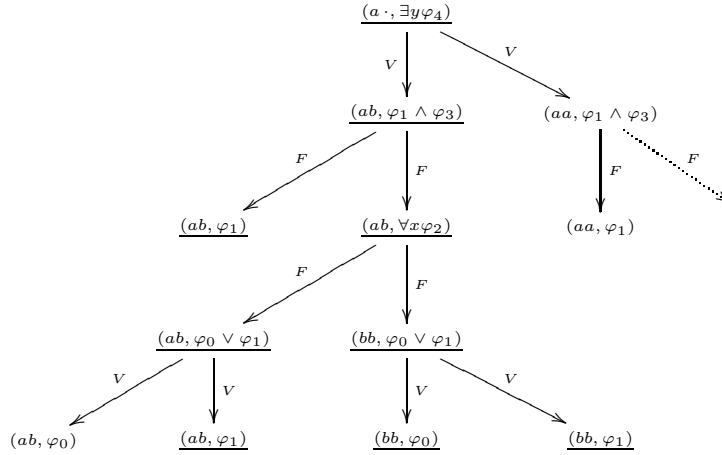 (a ·, ∃yφ₄)
V V
(ab, φ₁ ∧ φ₃) (aa, φ₁ ∧ φ₃)
F F F F
(ab, φ₁) (ab, ∀xφ₂) (aa, φ₁)
F F
(ab, φ₀ ∨ φ₁) (bb, φ₀ ∨ φ₁)
V V V V
(ab, φ₀) (ab, φ₁) (bb, φ₀) (bb, φ₁)